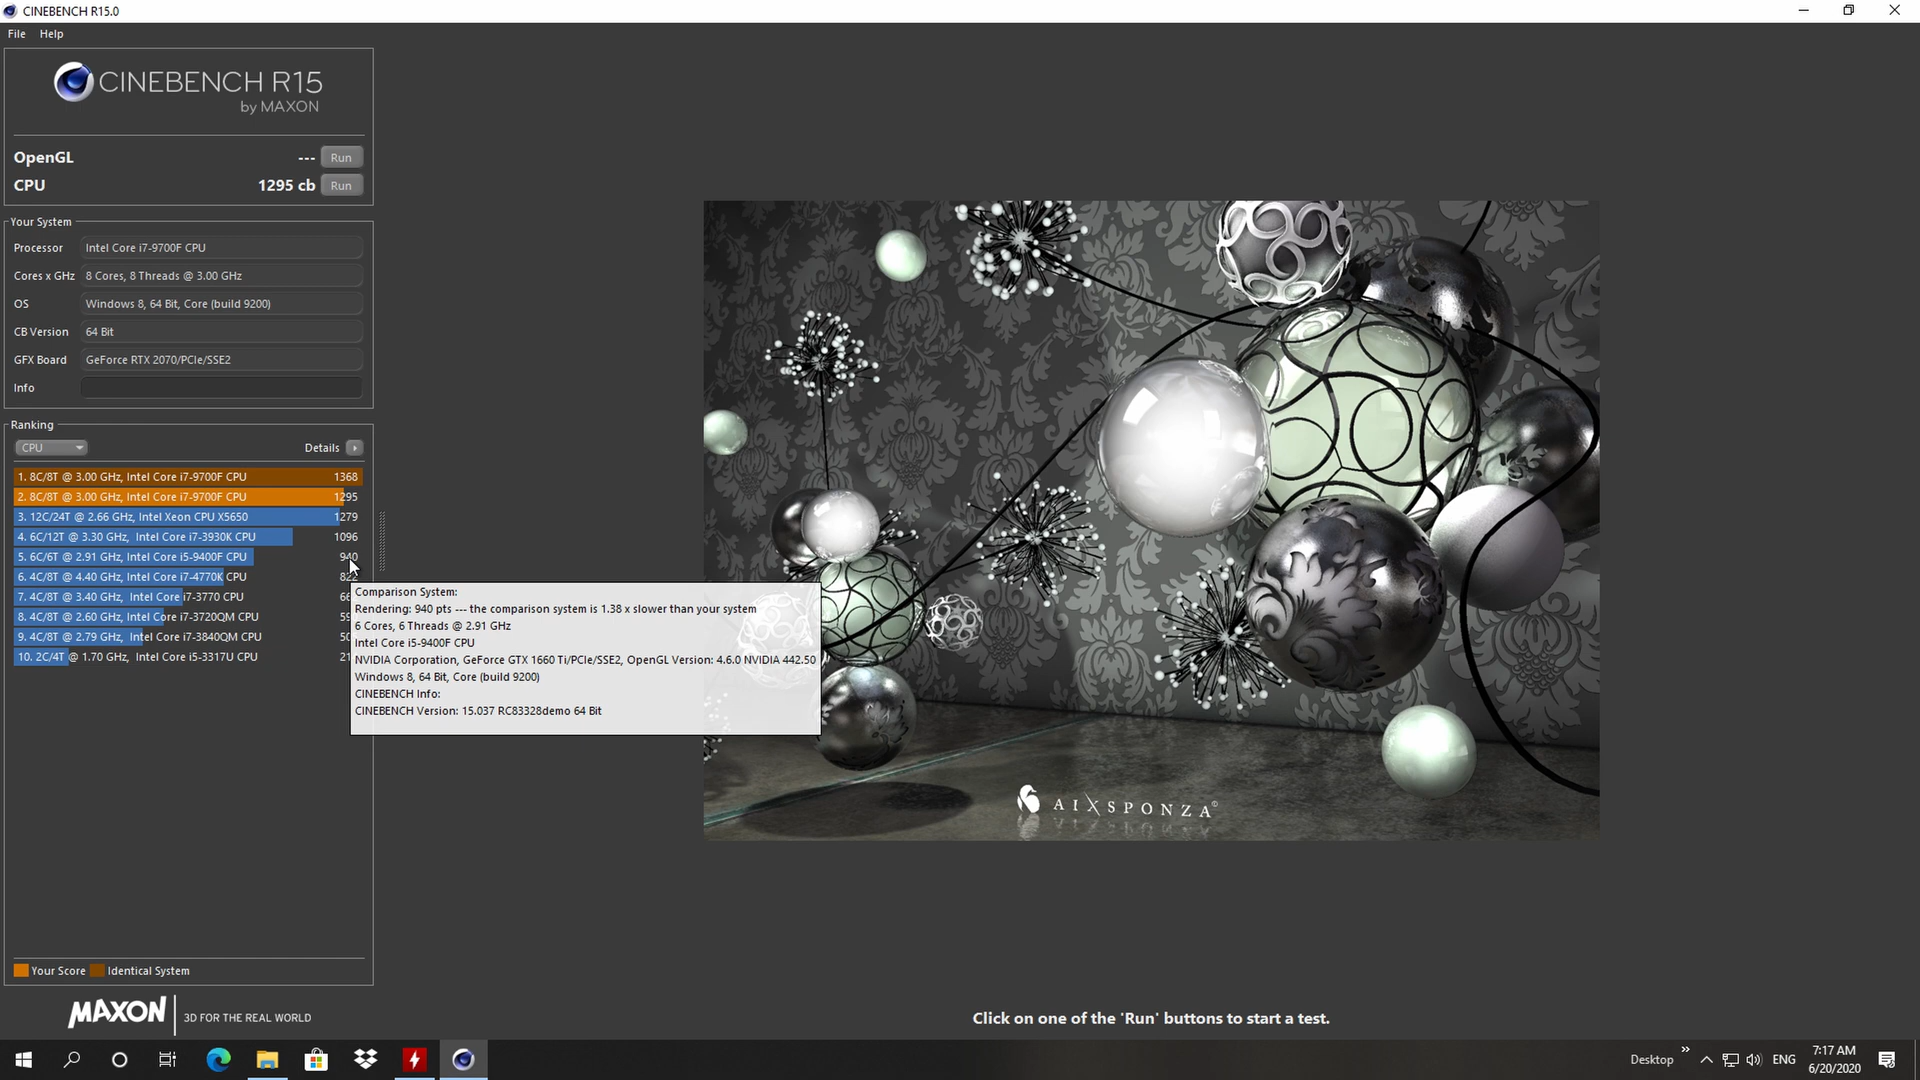 CINEBENCH R15.0
File Help
CINEBENCH R15
by MAXON
OpenGL --- Run
CPU 1295 cb Run
Your System
Processor Intel Core i7-9700F CPU
Cores x GHz 8 Cores, 8 Threads @ 3.00 GHz
OS Windows 8, 64 Bit, Core (build 9200)
CB Version 64 Bit
GFX Board GeForce RTX 2070/PCIe/SSE2
Info
Ranking
CPU Details
1. 8C/8T @ 3.00 GHz, Intel Core i7-9700F CPU 1368
2. 8C/8T @ 3.00 GHz, Intel Core i7-9700F CPU 1295
3. 12C/24T @ 2.66 GHz, Intel Xeon CPU X5650 1279
4. 6C/12T @ 3.30 GHz, Intel Core i7-3930K CPU 1096
5. 6C/6T @ 2.91 GHz, Intel Core i5-9400F CPU 940
6. 4C/8T @ 4.40 GHz, Intel Core i7-4770K CPU
7. 4C/8T @ 3.40 GHz, Intel Core i7-3770 CPU
8. 4C/8T @ 2.60 GHz, Intel Core i7-3720QM CPU
9. 4C/8T @ 2.79 GHz, Intel Core i7-3840QM CPU
10. 2C/4T @ 1.70 GHz, Intel Core i5-3317U CPU
Comparison System:
Rendering: 940 pts --- the comparison system is 1.38 x slower than your system
6 Cores, 6 Threads @ 2.91 GHz
Intel Core i5-9400F CPU
NVIDIA Corporation, GeForce GTX 1660 Ti/PCIe/SSE2, OpenGL Version: 4.6.0 NVIDIA 442.50
Windows 8, 64 Bit, Core (build 9200)
CINEBENCH Info:
CINEBENCH Version: 15.037 RC83328demo 64 Bit
AIXSPONZA®
Your Score Identical System
MAXON 3D FOR THE REAL WORLD
Click on one of the 'Run' buttons to start a test.
Desktop ENG 7:17 AM
6/20/2020